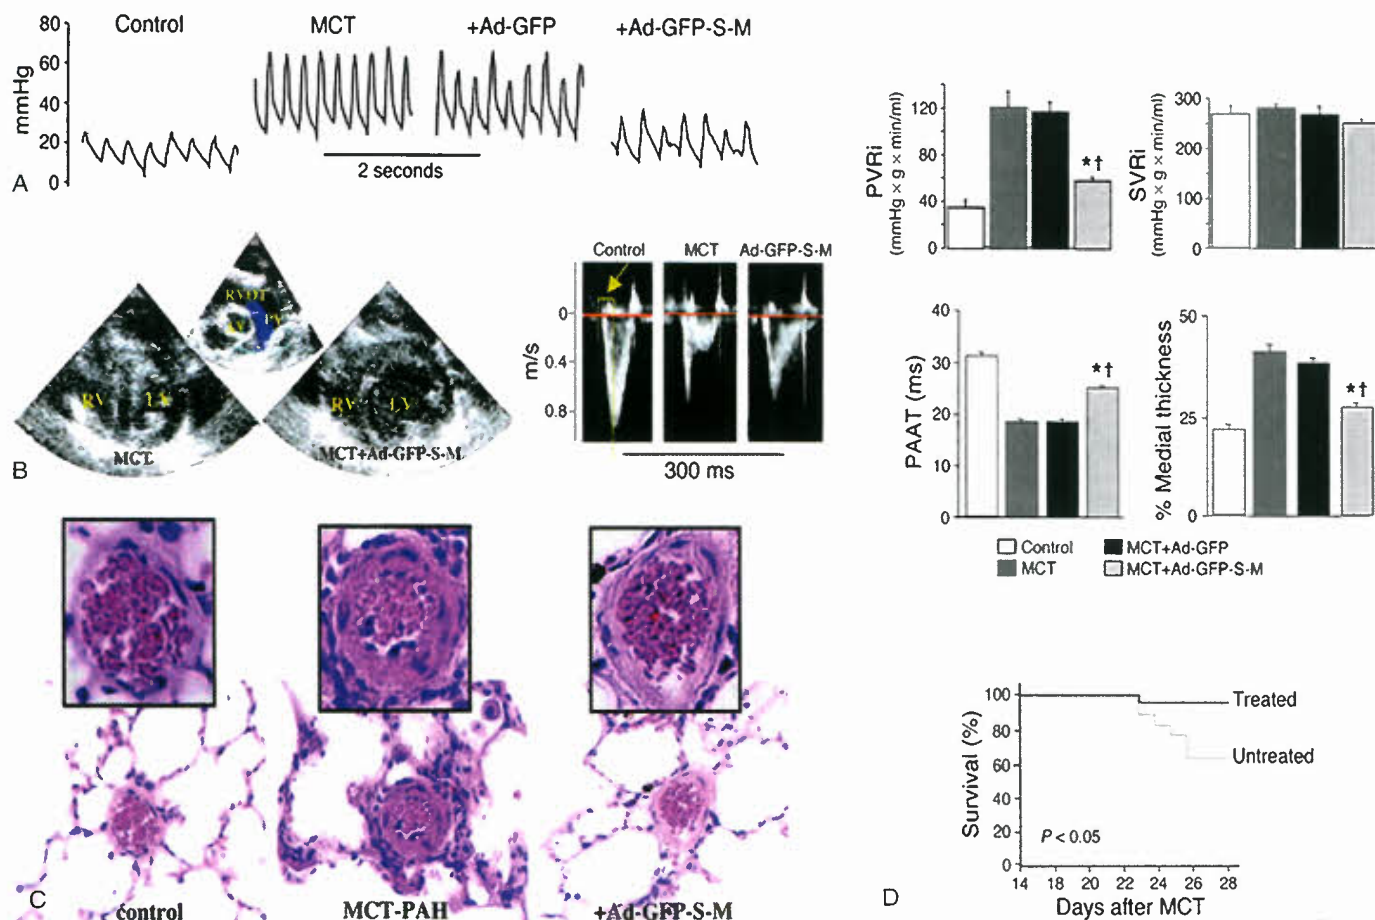 Control
MCT
+Ad-GFP
+Ad-GFP-S-M
80
60
40
20
0
mmHg
2 seconds
A
RVOT
RV
LV
MCT
RV
LV
MCT+Ad-GFP-S-M
B
Control
MCT
Ad-GFP-S-M
0
0.4
0.8
m/s
300 ms
control
MCT-PAH
+Ad-GFP-S-M
C
120
80
40
0
PVRi
(mmHg × g × min/ml)
*†
300
200
100
0
SVRi
(mmHg × g × min/ml)
40
30
20
10
0
PAAT (ms)
*†
50
25
0
% Medial thickness
*†
Control
MCT
MCT+Ad-GFP
MCT+Ad-GFP-S-M
100
80
60
40
20
0
Survival (%)
Treated
Untreated
P < 0.05
14 18 20 22 24 26 28
Days after MCT
D